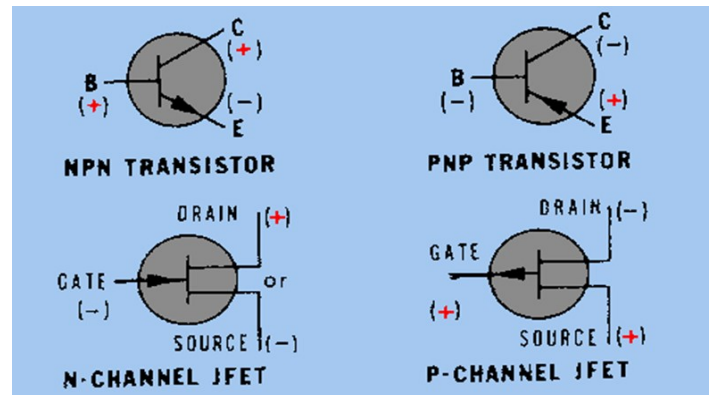 C
(+)
B
(+)
(-)
E
NPN TRANSISTOR
C
(-)
B
(-)
(+)
E
PNP TRANSISTOR
DRAIN (+)
GATE
(-)
or
SOURCE (-)
N-CHANNEL JFET
DRAIN (-)
GATE
(+)
SOURCE (+)
P-CHANNEL JFET